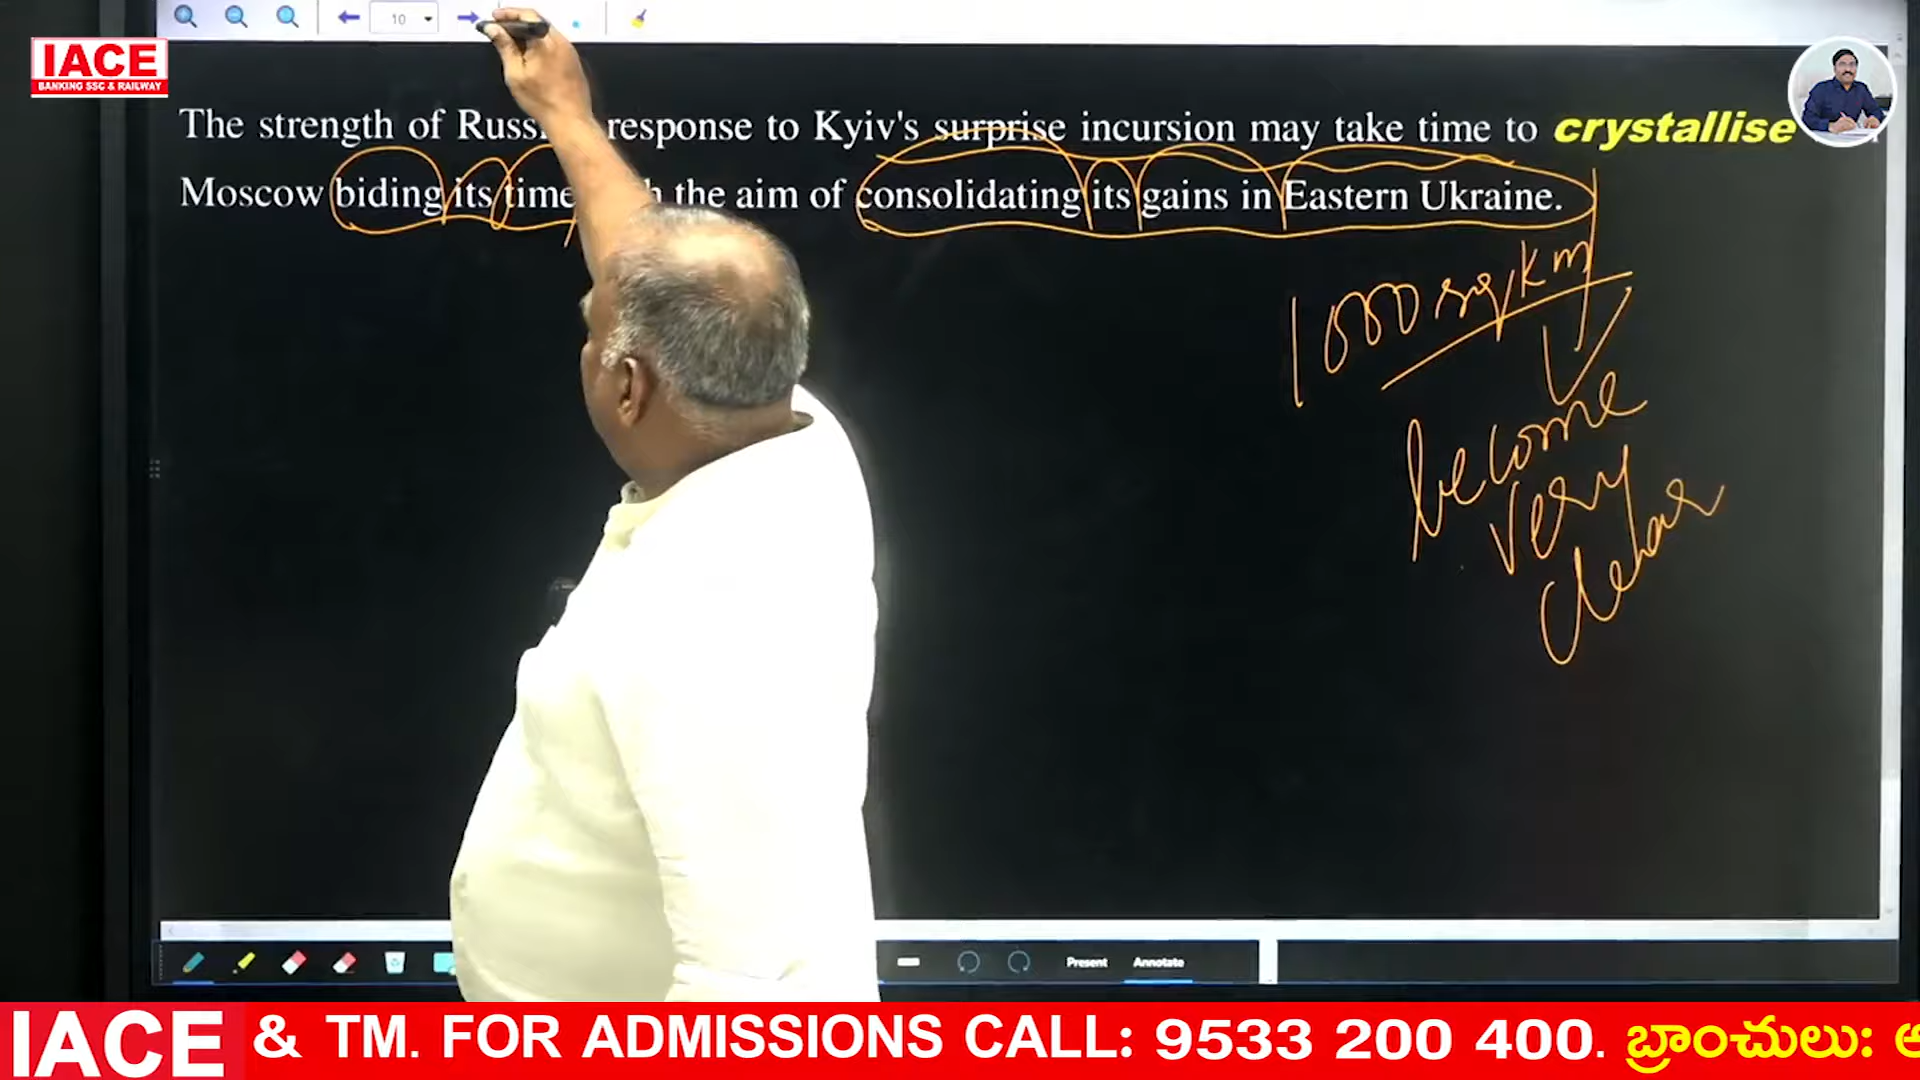 10
IACE
BANKING SSC & RAILWAY
The strength of response to Kyiv's surprise incursion may take time to crystallise
Moscow biding its time the aim of consolidating its gains in Eastern Ukraine.
1000 sq km
become
very
clear
Present Annotate
IACE & TM. FOR ADMISSIONS CALL: 9533 200 400. బ్రాంచులు: